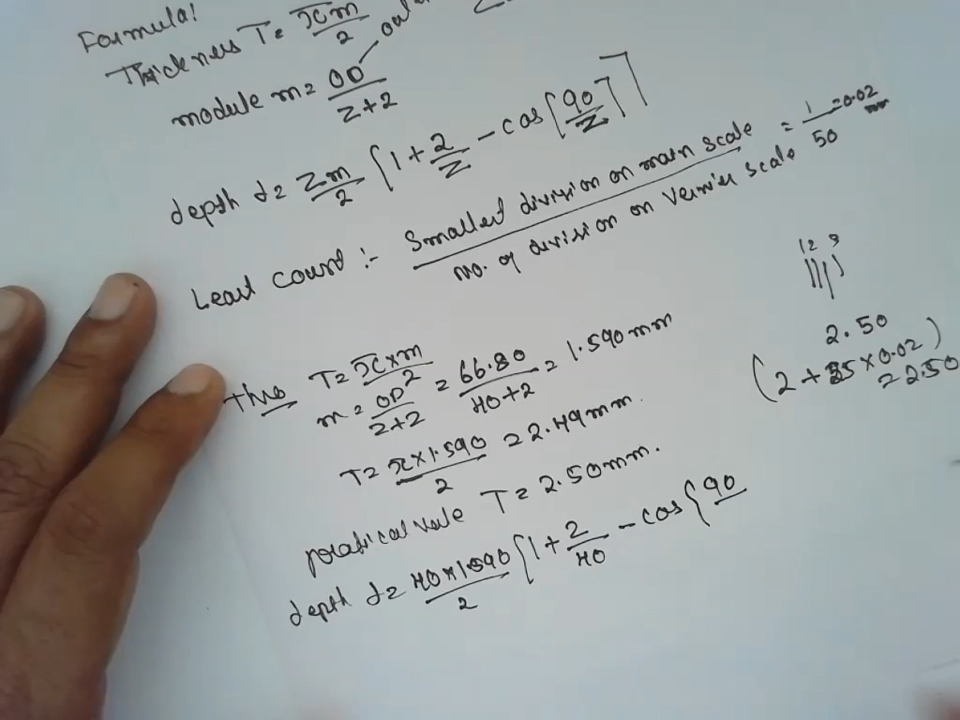 Formula:
Thickness T = πm/2
module m = OD/Z+2
depth d = Zm/2 [1 + 2/Z - cos [90/Z]]
Least count :- Smallest division on main scale / No. of division on Vernier scale = 1/50 = 0.02 mm
1 2 3
T = π×m/2
m = OD/Z+2 = 66.80/40+2 = 1.590 mm
2.50
(2 + 25 × 0.02) = 2.50
T = π×1.590/2 = 2.49 mm.
T = 2.50 mm.
depth d = 40×1.590/2 [1 + 2/40 - cos { 90